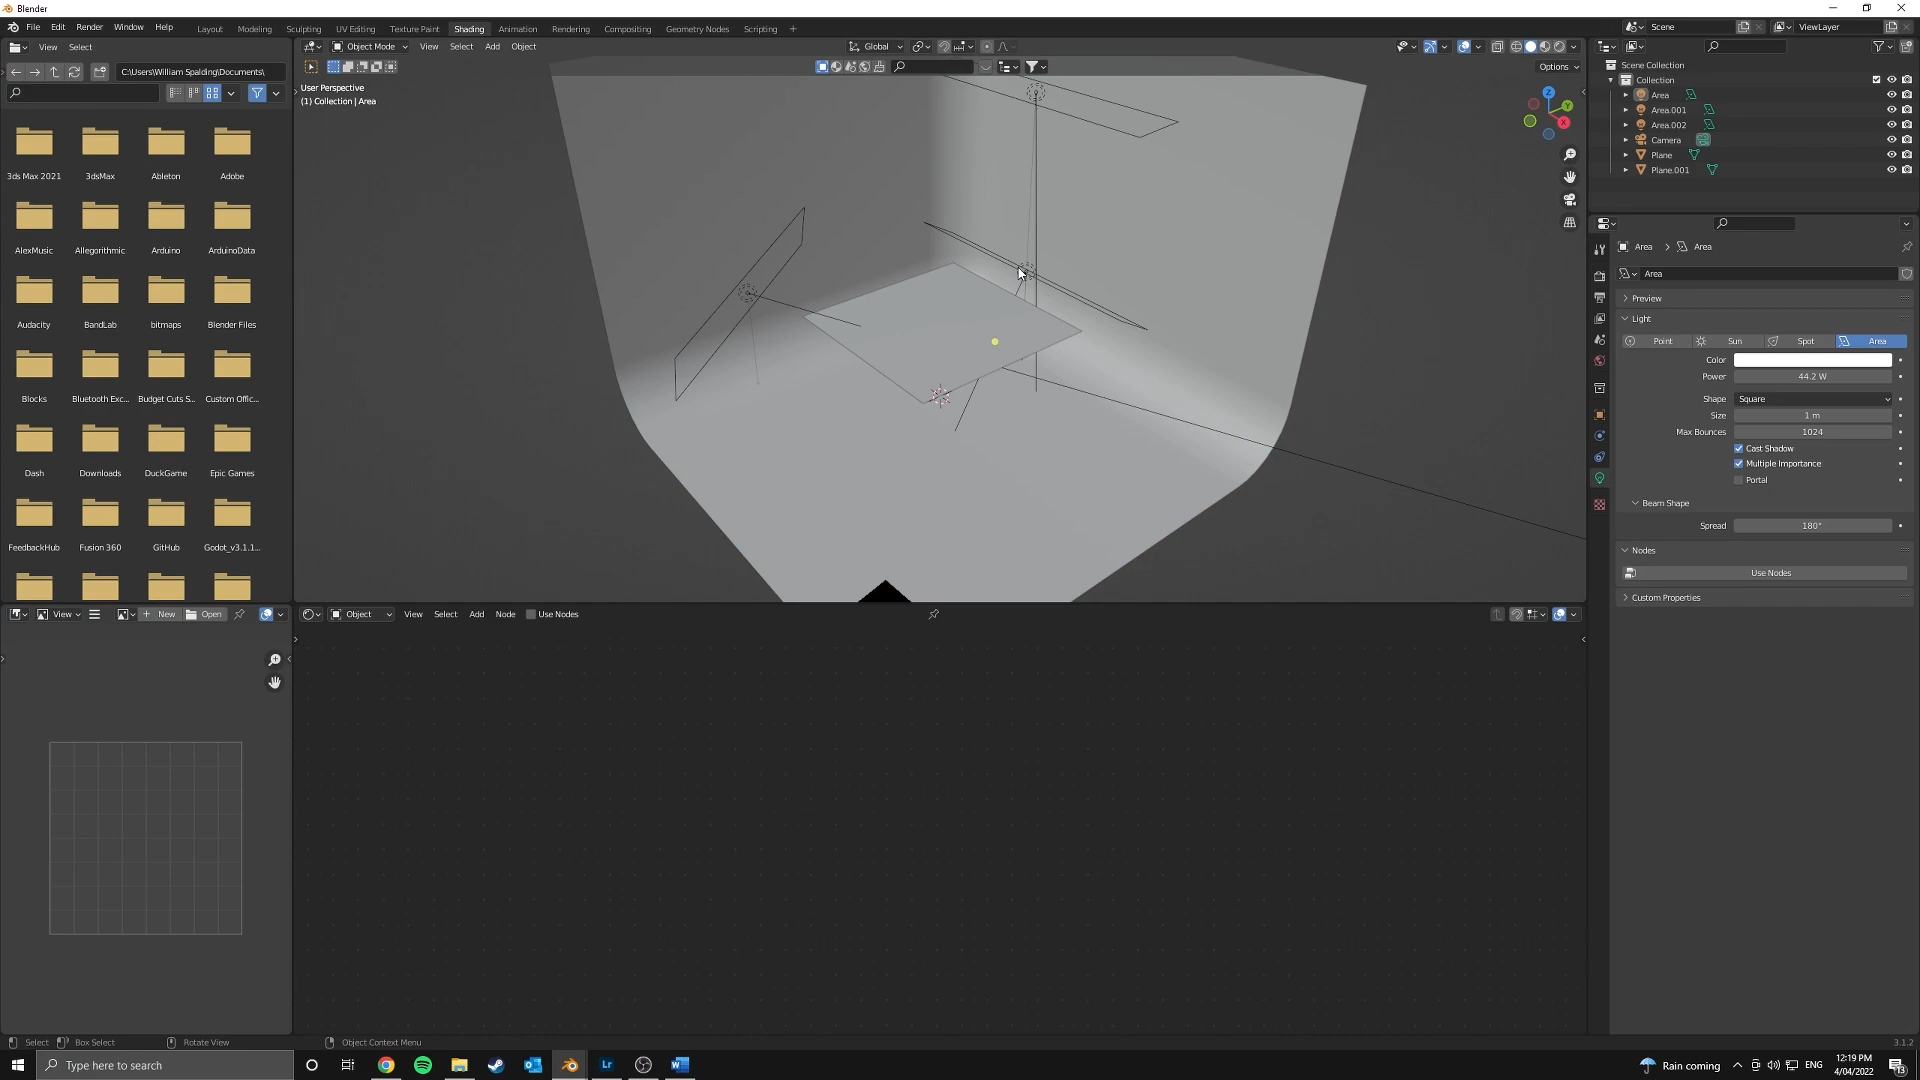 Blender
File Edit Render Window Help
Layout Modeling Sculpting UV Editing Texture Paint Shading Animation Rendering Compositing Geometry Nodes Scripting +
Scene
ViewLayer
View Select
Object Mode View Select Add Object
Global
C:\Users\William Spalding\Documents\
Options
User Perspective
(1) Collection | Area
Z
Y
X
3ds Max 2021 3dsMax Ableton Adobe
AlexMusic Allegorithmic Arduino ArduinoData
Audacity BandLab bitmaps Blender Files
Blocks Bluetooth Exc... Budget Cuts S... Custom Offic...
Dash Downloads DuckGame Epic Games
FeedbackHub Fusion 360 GitHub Godot_v3.1.1...
Scene Collection
Collection
Area
Area.001
Area.002
Camera
Plane
Plane.001
Area > Area
Area
Preview
Light
Point Sun Spot Area
Color
Power 44.2 W
Shape Square
Size 1 m
Max Bounces 1024
Cast Shadow
Multiple Importance
Portal
Beam Shape
Spread 180°
Nodes
Use Nodes
Custom Properties
View + New Open
Object View Select Add Node Use Nodes
Select Box Select Rotate View Object Context Menu
3.1.2
Type here to search
Lr
Rain coming
ENG
12:19 PM
4/04/2022
13